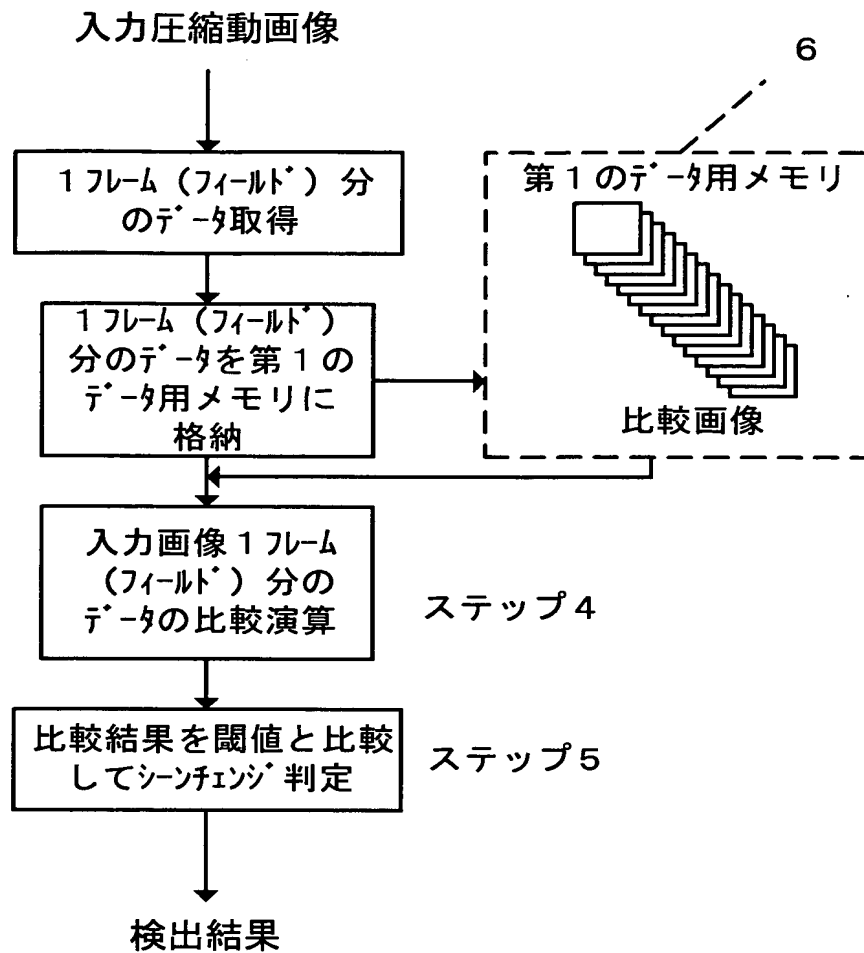 入力圧縮動画像
6
1ﾌﾚｰﾑ（ﾌｨｰﾙﾄﾞ）分
のﾃﾞｰﾀ取得
第1のﾃﾞｰﾀ用メモリ
1ﾌﾚｰﾑ（ﾌｨｰﾙﾄﾞ）
分のﾃﾞｰﾀを第1の
ﾃﾞｰﾀ用メモリに
格納
比較画像
入力画像1ﾌﾚｰﾑ
（ﾌｨｰﾙﾄﾞ）分の
ﾃﾞｰﾀの比較演算
ステップ4
比較結果を閾値と比較
してｼｰﾝﾁｪﾝｼﾞ判定
ステップ5
検出結果